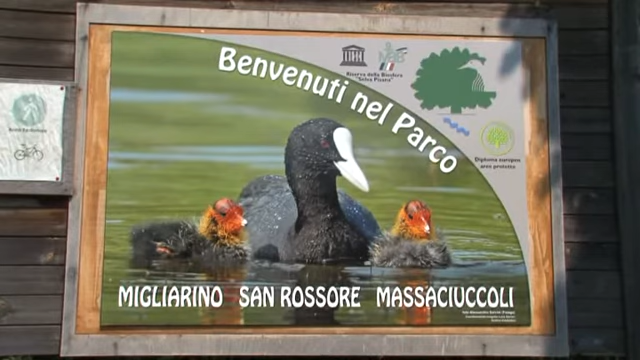 Benvenuti nel Parco
Riserva della Biosfera
"Selva Pisana"
Diploma europeo
aree protette
MIGLIARINO SAN ROSSORE MASSACIUCCOLI